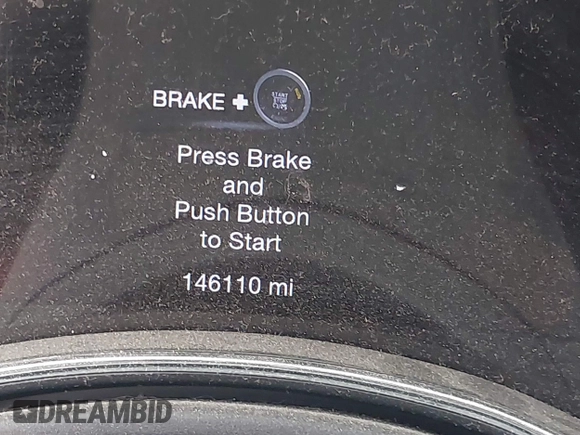 BRAKE +
START
STOP
Press Brake
and
Push Button
to Start
146110 mi
DREAMBID